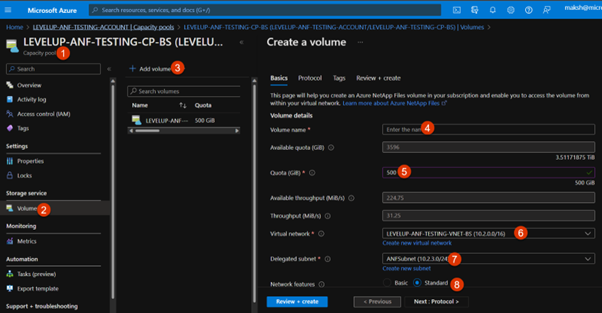 Microsoft Azure
Search resources, services, and docs (G+/)
maksh@micro
Home > LEVELUP-ANF-TESTING-ACCOUNT | Capacity pools > LEVELUP-ANF-TESTING-CP-BS (LEVELUP-ANF-TESTING-ACCOUNT/LEVELUP-ANF-TESTING-CP-BS) | Volumes >
LEVELUP-ANF-TESTING-CP-BS (LEVELU...
Capacity pool
1
Search
Overview
Activity log
Access control (IAM)
Tags
Settings
Properties
Locks
Storage service
Volume
2
Monitoring
Metrics
Automation
Tasks (preview)
Export template
Support + troubleshooting
+ Add volume
3
Search volumes
Name
Quota
LEVELUP-ANF-
500 GiB
Create a volume ...
Basics Protocol Tags Review + create
This page will help you create an Azure NetApp Files volume in your subscription and enable you to access the volume from
within your virtual network. Learn more about Azure NetApp Files
Volume details
Volume name *
Enter the nam
4
Available quota (GiB)
3596
3.51171875 TiB
Quota (GiB) *
500
5
500 GiB
Available throughput (MiB/s)
224.75
Throughput (MiB/s)
31.25
Virtual network *
LEVELUP-ANF-TESTING-VNET-BS (10.2.0.0/16)
6
Create new virtual network
Delegated subnet *
ANFSubnet (10.2.3.0/24)
7
Create new subnet
Network features
Basic
Standard
8
Review + create
< Previous
Next : Protocol >